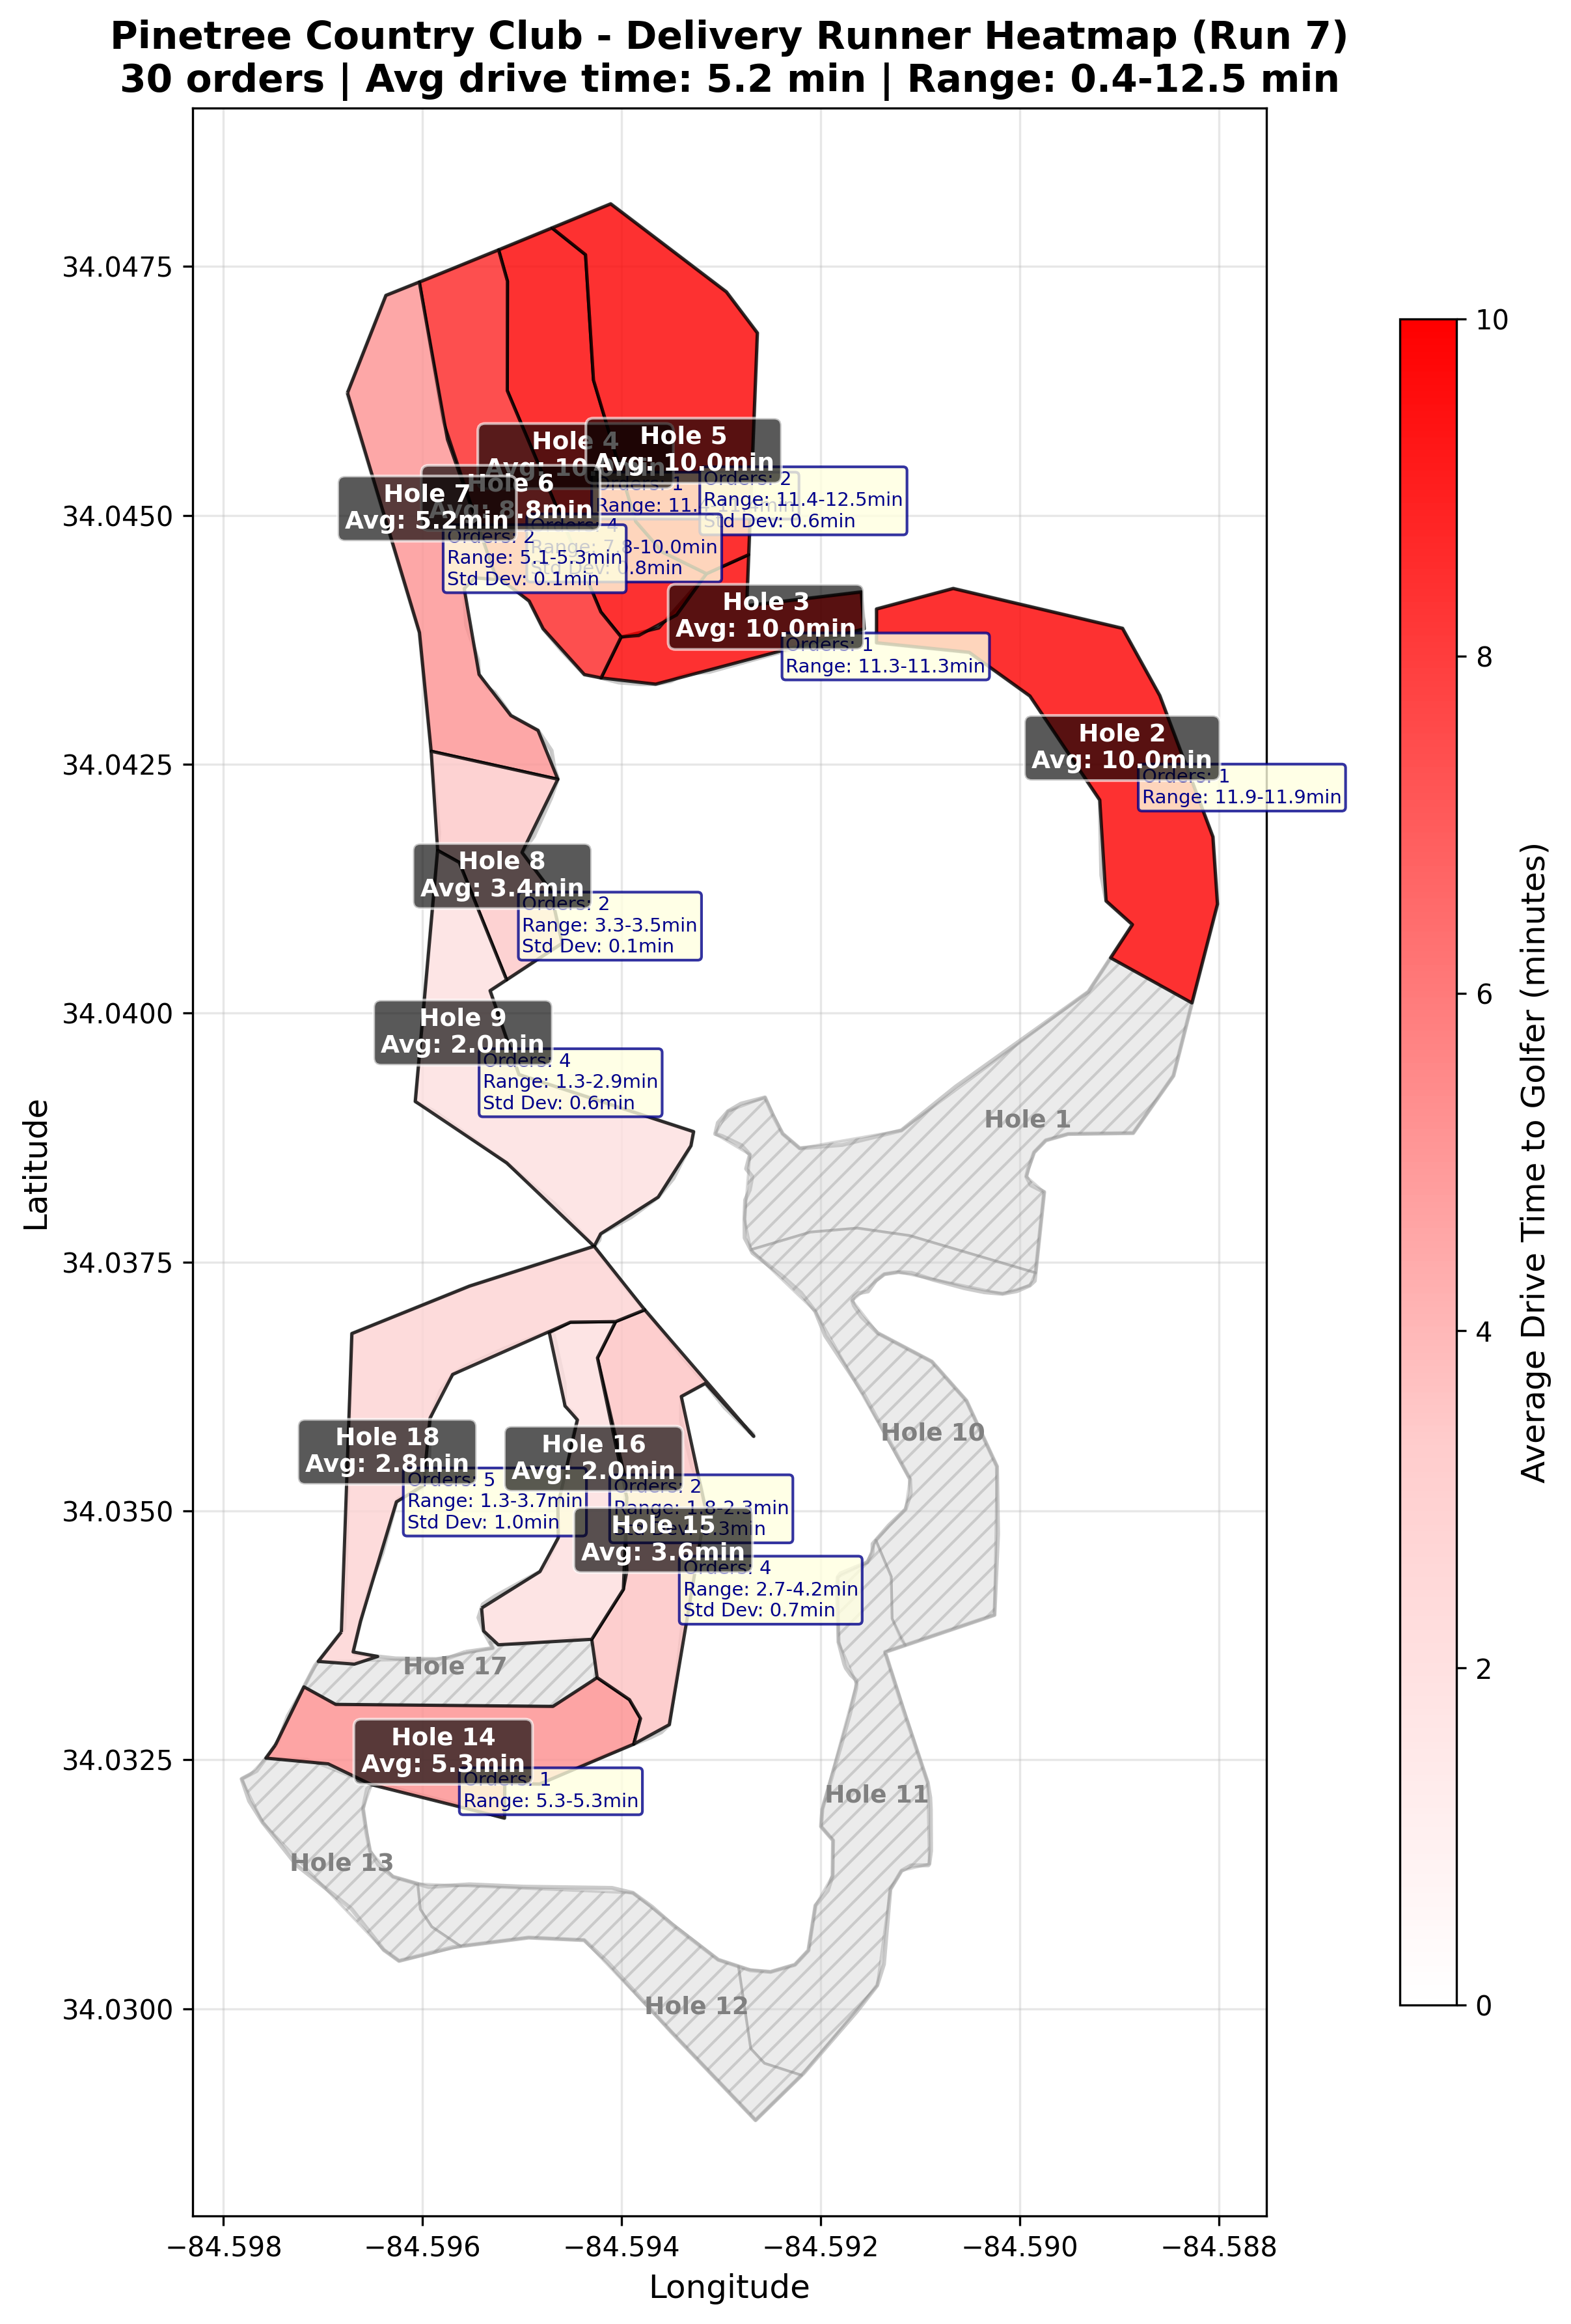 Pinetree Country Club - Delivery Runner Heatmap (Run 7)
30 orders | Avg drive time: 5.2 min | Range: 0.4-12.5 min
34.0475
34.0450
34.0425
34.0400
34.0375
34.0350
34.0325
34.0300
Latitude
−84.598
−84.596
−84.594
−84.592
−84.590
−84.588
Longitude
Hole 4
Avg: 10.
Orders: 1
Range: 11.
Hole 5
Avg: 10.0min
Orders: 2
Range: 11.4-12.5min
Std Dev: 0.6min
Hole 6
Avg: 8.8min
Orders: 4
Range: 7.8-10.0min
Std Dev: 0.8min
Hole 7
Avg: 5.2min
Orders: 2
Range: 5.1-5.3min
Std Dev: 0.1min
Hole 3
Avg: 10.0min
Orders: 1
Range: 11.3-11.3min
Hole 2
Avg: 10.0min
Orders: 1
Range: 11.9-11.9min
Hole 8
Avg: 3.4min
Orders: 2
Range: 3.3-3.5min
Std Dev: 0.1min
Hole 9
Avg: 2.0min
Orders: 4
Range: 1.3-2.9min
Std Dev: 0.6min
Hole 1
Hole 10
Hole 18
Avg: 2.8min
Orders: 5
Range: 1.3-3.7min
Std Dev: 1.0min
Hole 16
Avg: 2.0min
Orders: 2
Range: 1.8-2.3min
Std Dev: 0.3min
Hole 15
Avg: 3.6min
Orders: 4
Range: 2.7-4.2min
Std Dev: 0.7min
Hole 17
Hole 14
Avg: 5.3min
Orders: 1
Range: 5.3-5.3min
Hole 11
Hole 13
Hole 12
10
8
6
4
2
0
Average Drive Time to Golfer (minutes)